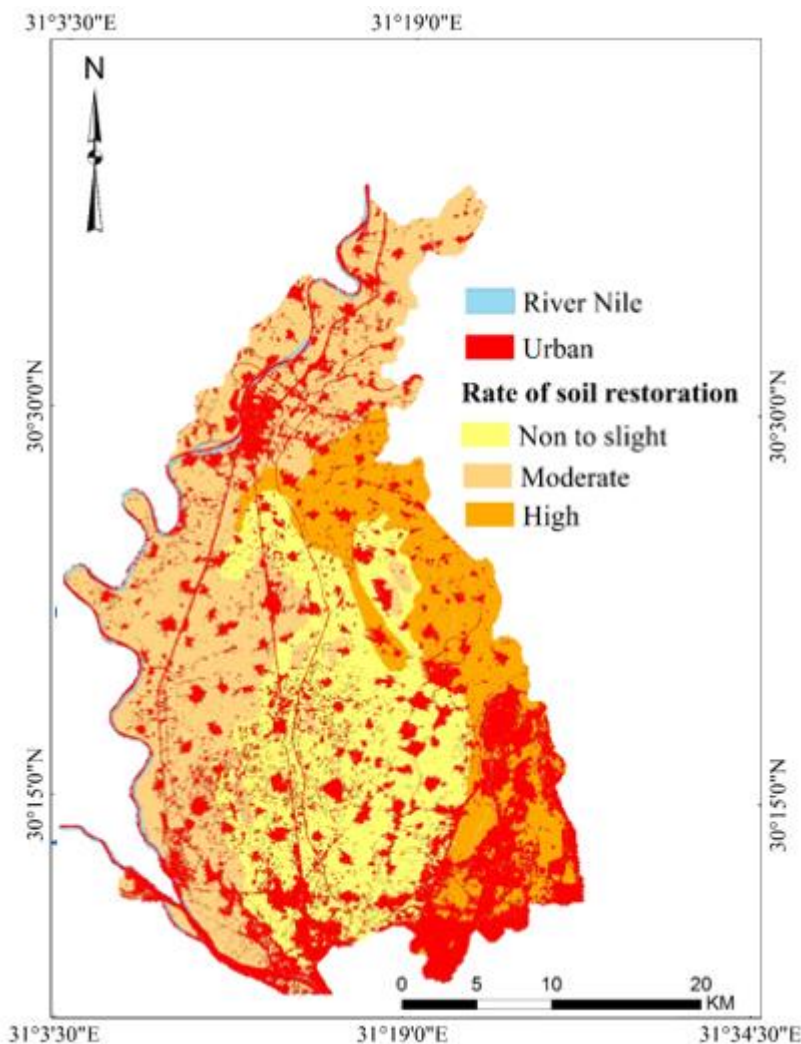 31°3'30"E 31°19'0"E
N
River Nile
Urban
30°30'0"N 30°30'0"N
Rate of soil restoration
Non to slight
Moderate
High
30°15'0"N 30°15'0"N
0 5 10 20
KM
31°3'30"E 31°19'0"E 31°34'30"E